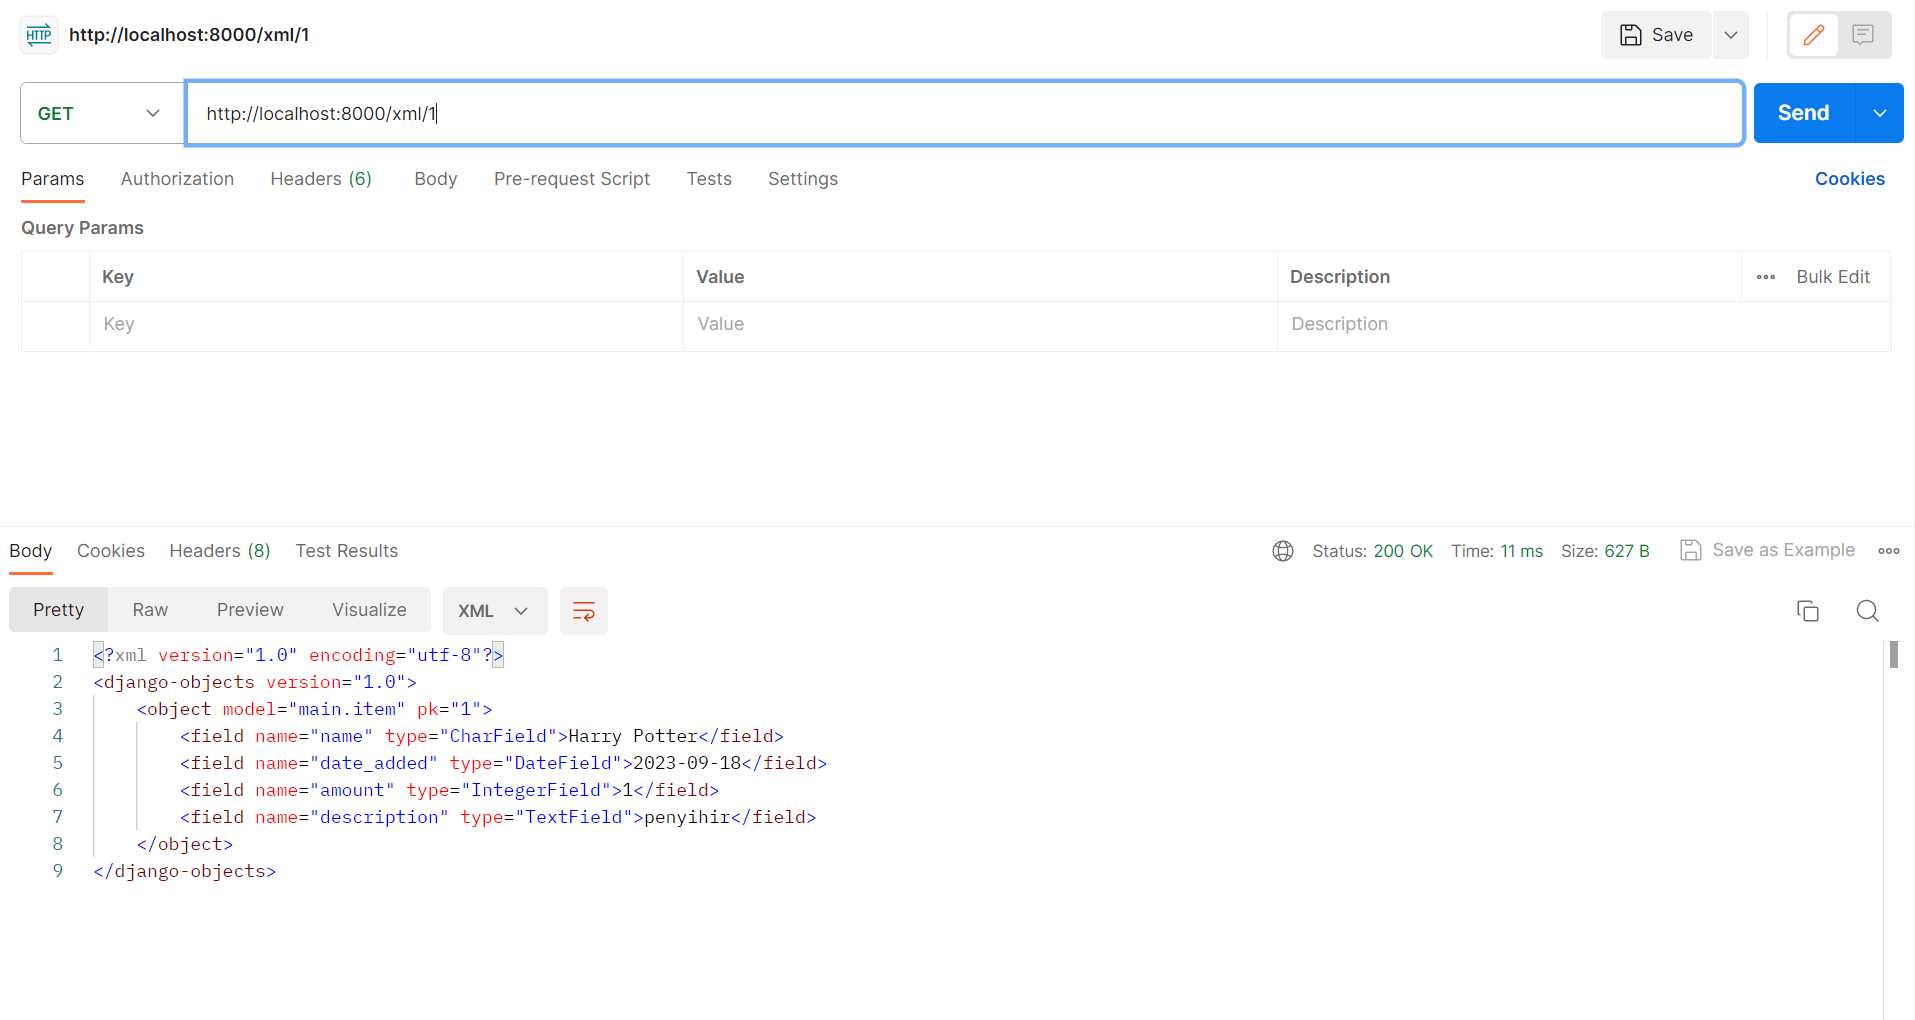 HTTP http://localhost:8000/xml/1 Save
GET http://localhost:8000/xml/1 Send
Params Authorization Headers (6) Body Pre-request Script Tests Settings Cookies
Query Params
Key Value Description Bulk Edit
Key Value Description
Body Cookies Headers (8) Test Results Status: 200 OK Time: 11 ms Size: 627 B Save as Example
Pretty Raw Preview Visualize XML
1 <?xml version="1.0" encoding="utf-8"?>
2 <django-objects version="1.0">
3 <object model="main.item" pk="1">
4 <field name="name" type="CharField">Harry Potter</field>
5 <field name="date_added" type="DateField">2023-09-18</field>
6 <field name="amount" type="IntegerField">1</field>
7 <field name="description" type="TextField">penyihir</field>
8 </object>
9 </django-objects>